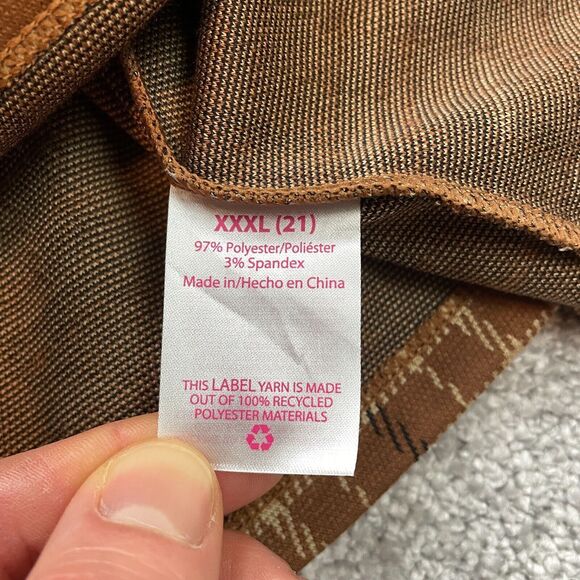 XXXL (21)
97% Polyester/Poliéster
3% Spandex
Made in/Hecho en China
THIS LABEL YARN IS MADE
OUT OF 100% RECYCLED
POLYESTER MATERIALS